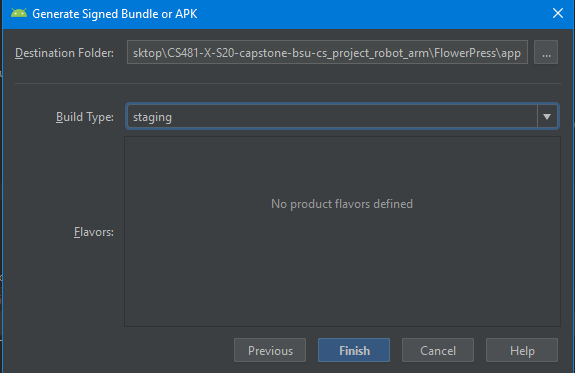 Generate Signed Bundle or APK
Destination Folder: sktop\CS481-X-S20-capstone-bsu-cs_project_robot_arm\FlowerPress\app ...
Build Type: staging
No product flavors defined
Flavors:
Previous Finish Cancel Help